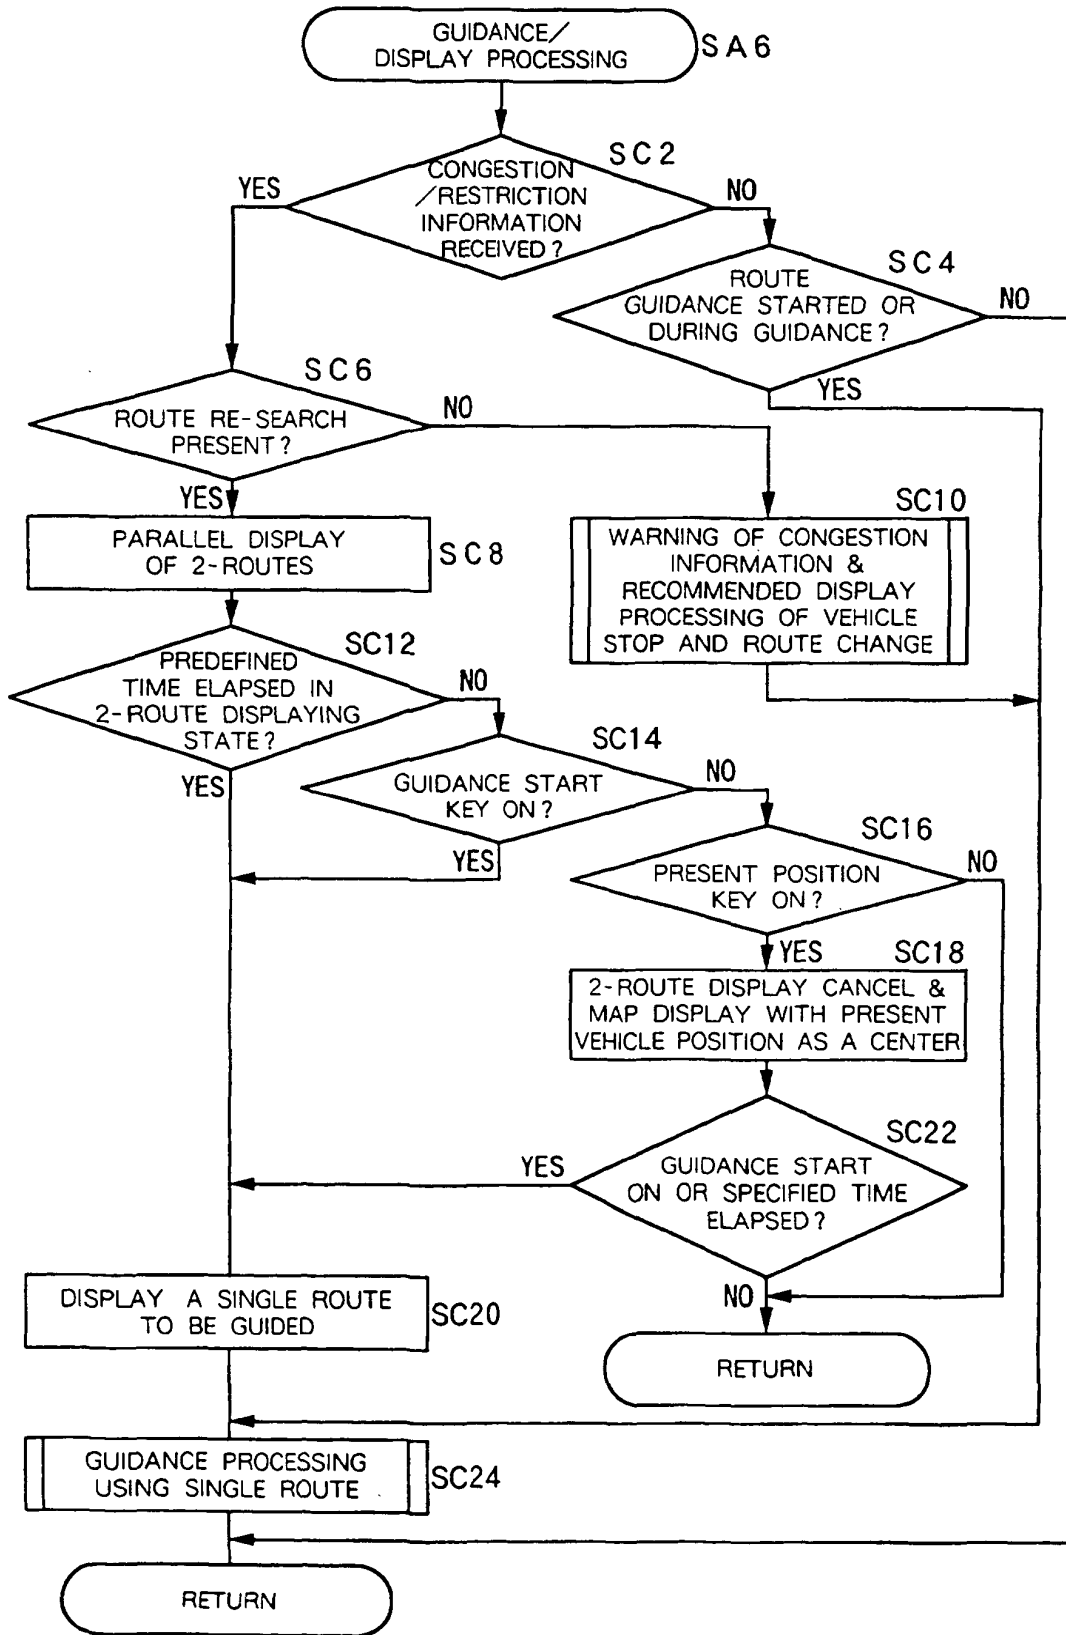 GUIDANCE/
DISPLAY PROCESSING
SA6
SC2
CONGESTION
/RESTRICTION
INFORMATION
RECEIVED?
YES
NO
SC4
ROUTE
GUIDANCE STARTED OR
DURING GUIDANCE?
NO
YES
SC6
ROUTE RE-SEARCH
PRESENT?
NO
YES
PARALLEL DISPLAY
OF 2-ROUTES
SC8
SC10
WARNING OF CONGESTION
INFORMATION &
RECOMMENDED DISPLAY
PROCESSING OF VEHICLE
STOP AND ROUTE CHANGE
SC12
PREDEFINED
TIME ELAPSED IN
2-ROUTE DISPLAYING
STATE?
NO
YES
SC14
GUIDANCE START
KEY ON?
NO
YES
SC16
PRESENT POSITION
KEY ON?
NO
YES
SC18
2-ROUTE DISPLAY CANCEL &
MAP DISPLAY WITH PRESENT
VEHICLE POSITION AS A CENTER
SC22
GUIDANCE START
ON OR SPECIFIED TIME
ELAPSED?
YES
NO
RETURN
DISPLAY A SINGLE ROUTE
TO BE GUIDED
SC20
GUIDANCE PROCESSING
USING SINGLE ROUTE
SC24
RETURN